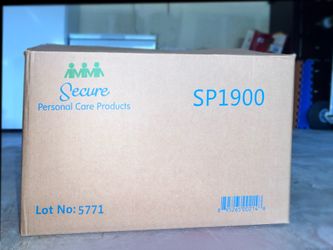 Secure
Personal Care Products
SP1900
Lot No: 5771